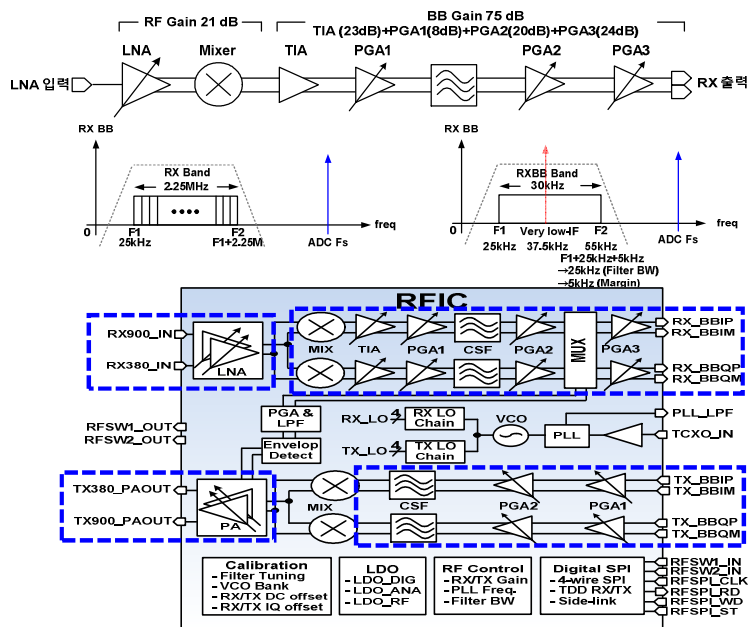 RF Gain 21 dB
BB Gain 75 dB
TIA (23dB)+PGA1(8dB)+PGA2(20dB)+PGA3(24dB)
LNA
Mixer
TIA
PGA1
PGA2
PGA3
LNA 입력
RX 출력
RX BB
RX Band
2.25MHz
0
F1
25kHz
F2
F1+2.25M
ADC Fs
freq
RX BB
RXBB Band
30kHz
0
F1
25kHz
Very low-IF
37.5kHz
F2
55kHz
F1+25kHz+5kHz
→25kHz (Filter BW)
→5kHz (Margin)
ADC Fs
freq
RFIC
RX900_IN
RX380_IN
LNA
MIX
TIA
PGA1
CSF
PGA2
MUX
PGA3
RX_BBIP
RX_BBIM
RX_BBQP
RX_BBQM
RFSW1_OUT
RFSW2_OUT
PGA &
LPF
Envelop
Detect
RX_LO
4
RX LO
Chain
TX_LO
4
TX LO
Chain
VCO
PLL
PLL_LPF
TCXO_IN
TX380_PAOUT
TX900_PAOUT
PA
MIX
CSF
PGA2
PGA1
TX_BBIP
TX_BBIM
TX_BBQP
TX_BBQM
Calibration
- Filter Tuning
- VCO Bank
- RX/TX DC offset
- RX/TX IQ offset
LDO
- LDO_DIG
- LDO_ANA
- LDO_RF
RF Control
- RX/TX Gain
- PLL Freq.
- Filter BW
Digital SPI
- 4-wire SPI
- TDD RX/TX
- Side-link
RFSW1_IN
RFSW2_IN
RFSPI_CLK
RFSPI_RD
RFSPI_WD
RFSPI_ST